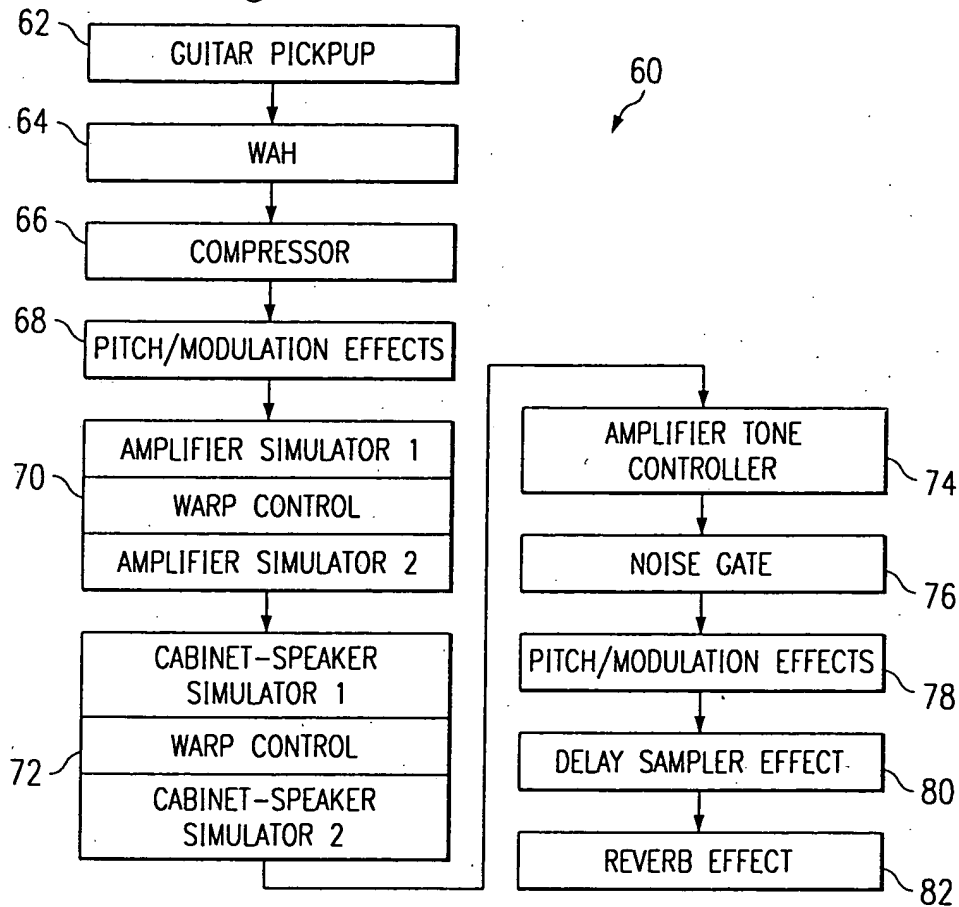 62
GUITAR PICKPUP
60
64
WAH
66
COMPRESSOR
68
PITCH/MODULATION EFFECTS
70
AMPLIFIER SIMULATOR 1
WARP CONTROL
AMPLIFIER SIMULATOR 2
72
CABINET-SPEAKER
SIMULATOR 1
WARP CONTROL
CABINET-SPEAKER
SIMULATOR 2
AMPLIFIER TONE
CONTROLLER
74
NOISE GATE
76
PITCH/MODULATION EFFECTS
78
DELAY SAMPLER EFFECT
80
REVERB EFFECT
82